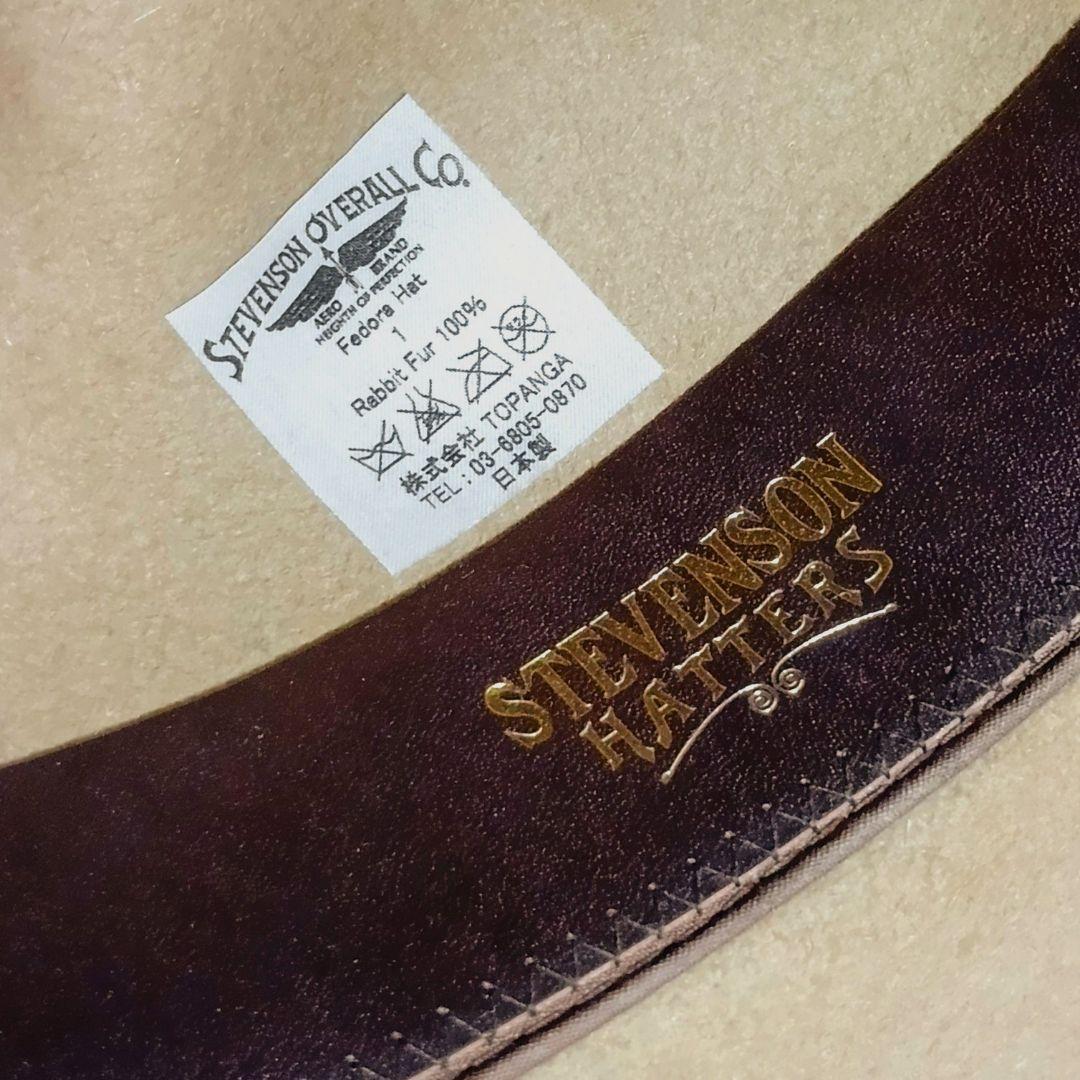 STEVENSON OVERALL CO.
AERO BRAND
HEIGHTH OF PERFECTION
Fedora Hat
1
Rabbit Fur 100%
株式会社 TOPANGA
TEL : 03-6805-0870
日本製
STEVENSON
HATTERS